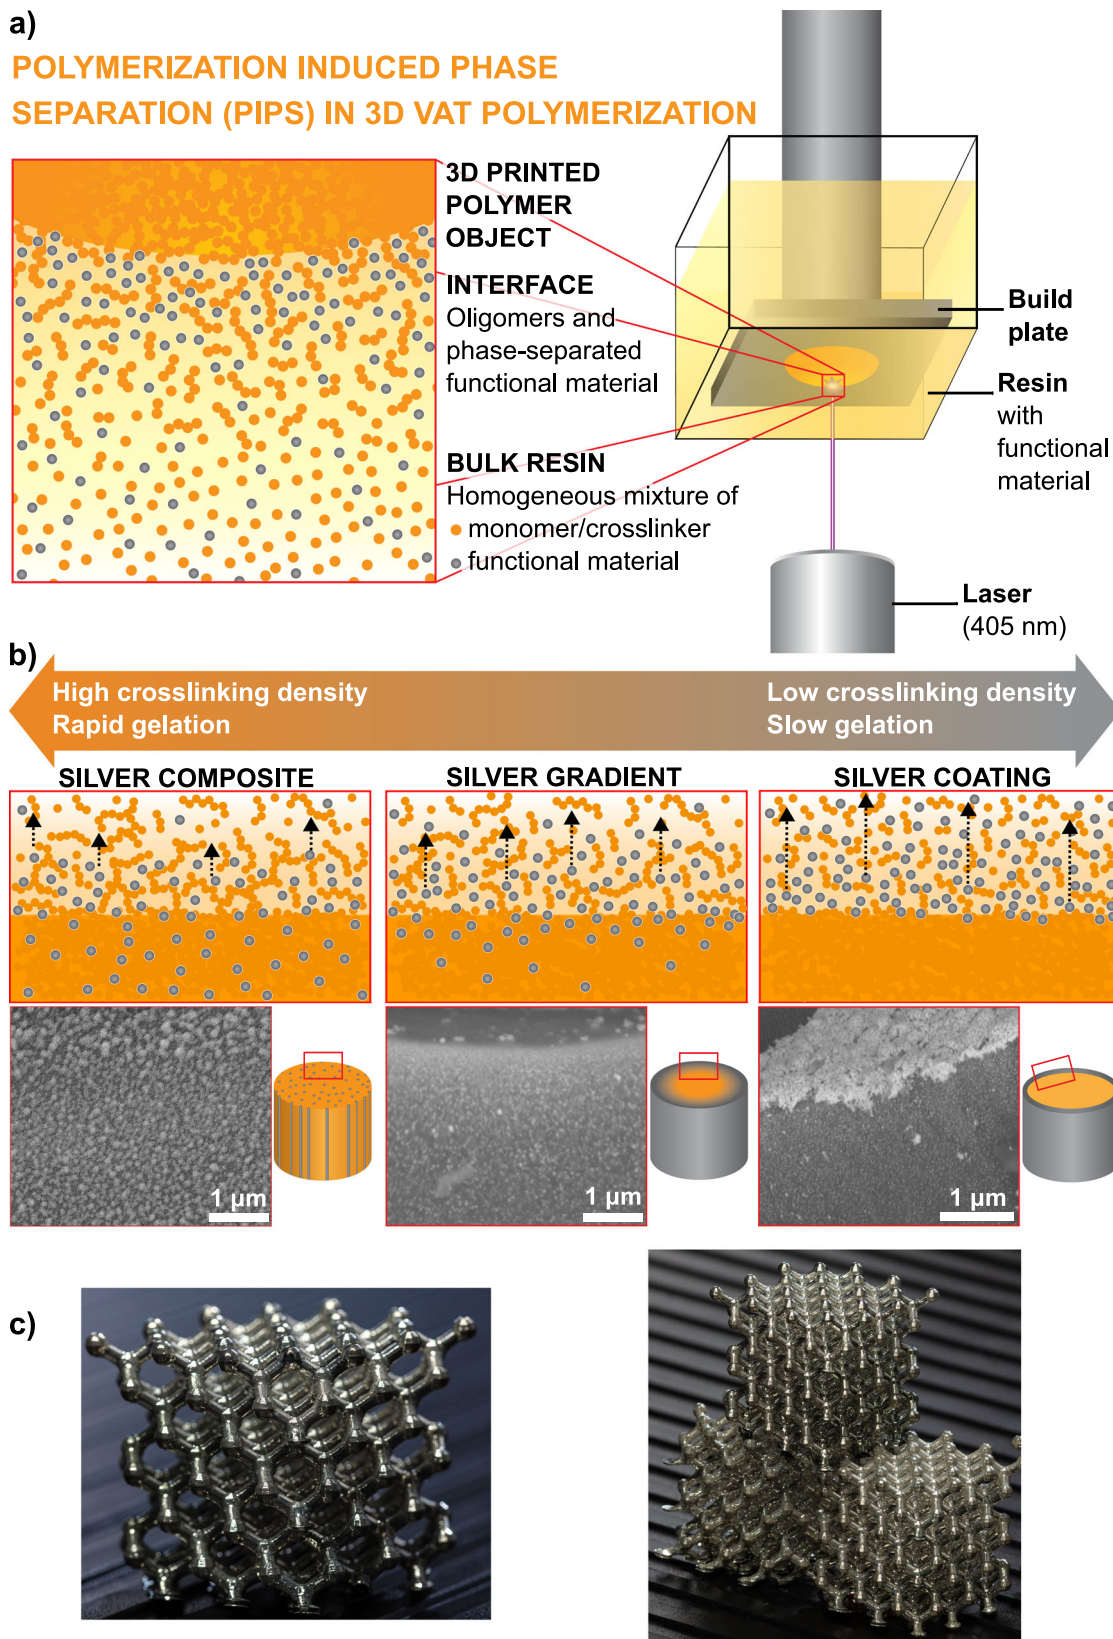 a)
POLYMERIZATION INDUCED PHASE
SEPARATION (PIPS) IN 3D VAT POLYMERIZATION
3D PRINTED
POLYMER
OBJECT
INTERFACE
Oligomers and
phase-separated
functional material
BULK RESIN
Homogeneous mixture of
monomer/crosslinker
functional material
Build
plate
Resin
with
functional
material
Laser
(405 nm)
b)
High crosslinking density
Rapid gelation
Low crosslinking density
Slow gelation
SILVER COMPOSITE
SILVER GRADIENT
SILVER COATING
1 µm
1 µm
1 µm
c)